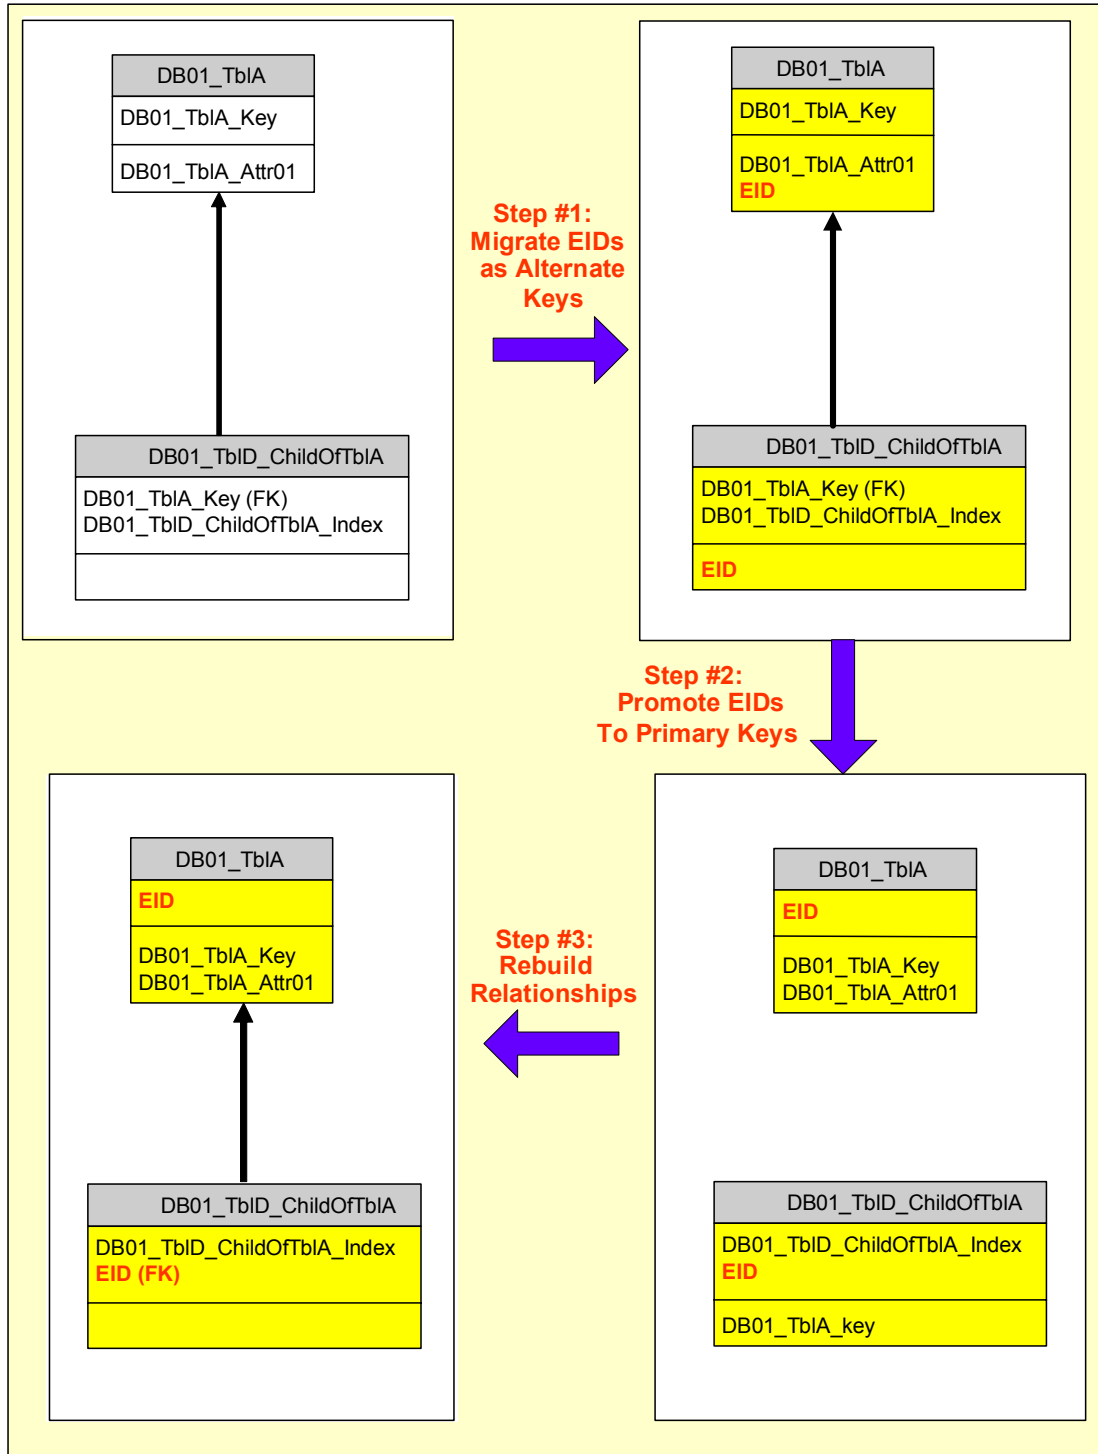 DB01_TblA
DB01_TblA_Key
DB01_TblA_Attr01
DB01_TblD_ChildOfTblA
DB01_TblA_Key (FK)
DB01_TblD_ChildOfTblA_Index
Step #1:
Migrate EIDs
as Alternate
Keys
DB01_TblA
DB01_TblA_Key
DB01_TblA_Attr01
EID
DB01_TblD_ChildOfTblA
DB01_TblA_Key (FK)
DB01_TblD_ChildOfTblA_Index
EID
Step #2:
Promote EIDs
To Primary Keys
DB01_TblA
EID
DB01_TblA_Key
DB01_TblA_Attr01
DB01_TblD_ChildOfTblA
DB01_TblD_ChildOfTblA_Index
EID
DB01_TblA_key
Step #3:
Rebuild
Relationships
DB01_TblA
EID
DB01_TblA_Key
DB01_TblA_Attr01
DB01_TblD_ChildOfTblA
DB01_TblD_ChildOfTblA_Index
EID (FK)